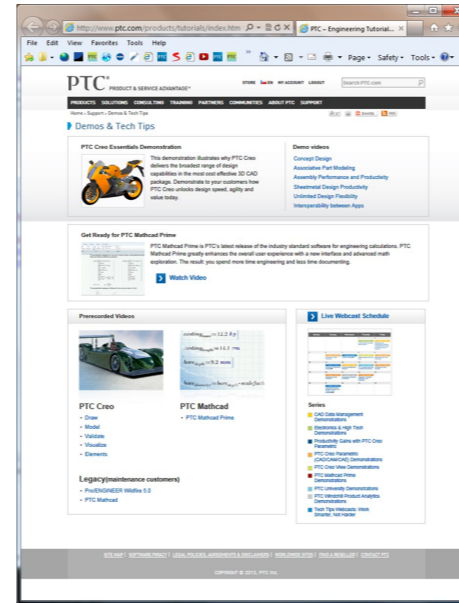 http://www.ptc.com/products/tutorials/index.htm
PTC – Engineering Tutorial...
File Edit View Favorites Tools Help
Page Safety Tools
PTC PRODUCT & SERVICE ADVANTAGE
STORE EN MY ACCOUNT LOGOUT
Search PTC.com
PRODUCTS SOLUTIONS CONSULTING TRAINING PARTNERS COMMUNITIES ABOUT PTC SUPPORT
Home › Support › Demos & Tech Tips
Demos & Tech Tips
PTC Creo Essentials Demonstration
This demonstration illustrates why PTC Creo
delivers the broadest range of design
capabilities in the most cost effective 3D CAD
package. Demonstrate to your customers how
PTC Creo unlocks design speed, agility and
value today.
Demo videos
Concept Design
Associative Part Modeling
Assembly Performance and Productivity
Sheetmetal Design Productivity
Unlimited Design Flexibility
Interoperability between Apps
Get Ready for PTC Mathcad Prime
PTC Mathcad Prime is PTC's latest release of the industry standard software for engineering calculations. PTC
Mathcad Prime greatly enhances the overall user experience with a new interface and advanced math
exploration. The result: you spend more time engineering and less time documenting.
Watch Video
Prerecorded Videos
PTC Creo
- Draw
- Model
- Validate
- Visualize
- Elements
PTC Mathcad
- PTC Mathcad Prime
Legacy(maintenance customers)
- Pro/ENGINEER Wildfire 5.0
- PTC Mathcad
Live Webcast Schedule
Series
CAD Data Management
Demonstrations
Electronics & High Tech
Demonstrations
Productivity Gains with PTC Creo
Parametric
PTC Creo Parametric
(CAD/CAM/CAID) Demonstrations
PTC Creo View Demonstrations
PTC Mathcad Prime
Demonstrations
PTC University Demonstrations
PTC Windchill Product Analytics
Demonstrations
Tech Tips Webcasts: Work
Smarter, Not Harder
SITE MAP | SOFTWARE PIRACY | LEGAL POLICIES, AGREEMENTS & DISCLAIMERS | WORLDWIDE SITES | FIND A RESELLER | CONTACT PTC
COPYRIGHT © 2013, PTC Inc.